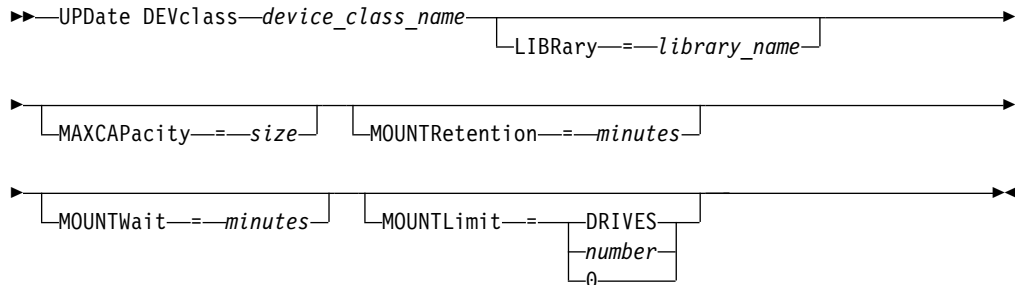 UPDate DEVclass device_class_name
LIBRary = library_name
MAXCAPacity = size MOUNTRetention = minutes
MOUNTWait = minutes MOUNTLimit = DRIVES
number
0